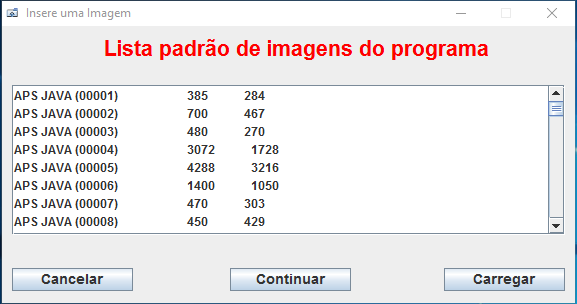 Insere uma Imagem
Lista padrão de imagens do programa
APS JAVA (00001) 385 284
APS JAVA (00002) 700 467
APS JAVA (00003) 480 270
APS JAVA (00004) 3072 1728
APS JAVA (00005) 4288 3216
APS JAVA (00006) 1400 1050
APS JAVA (00007) 470 303
APS JAVA (00008) 450 429
Cancelar Continuar Carregar